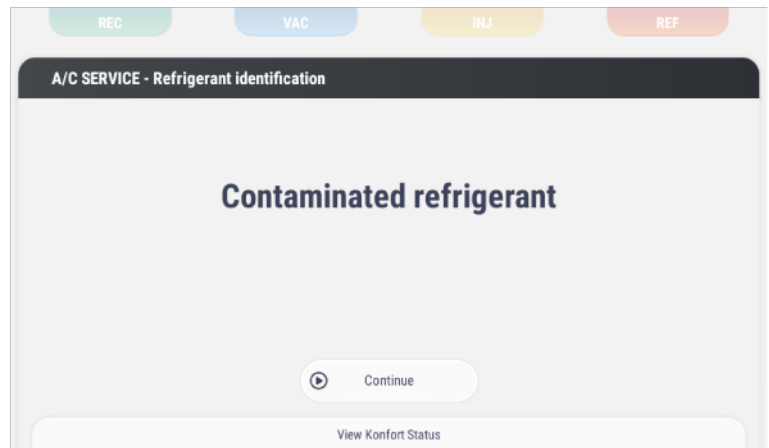 REC VAC INJ REF
A/C SERVICE - Refrigerant identification
Contaminated refrigerant
Continue
View Konfort Status